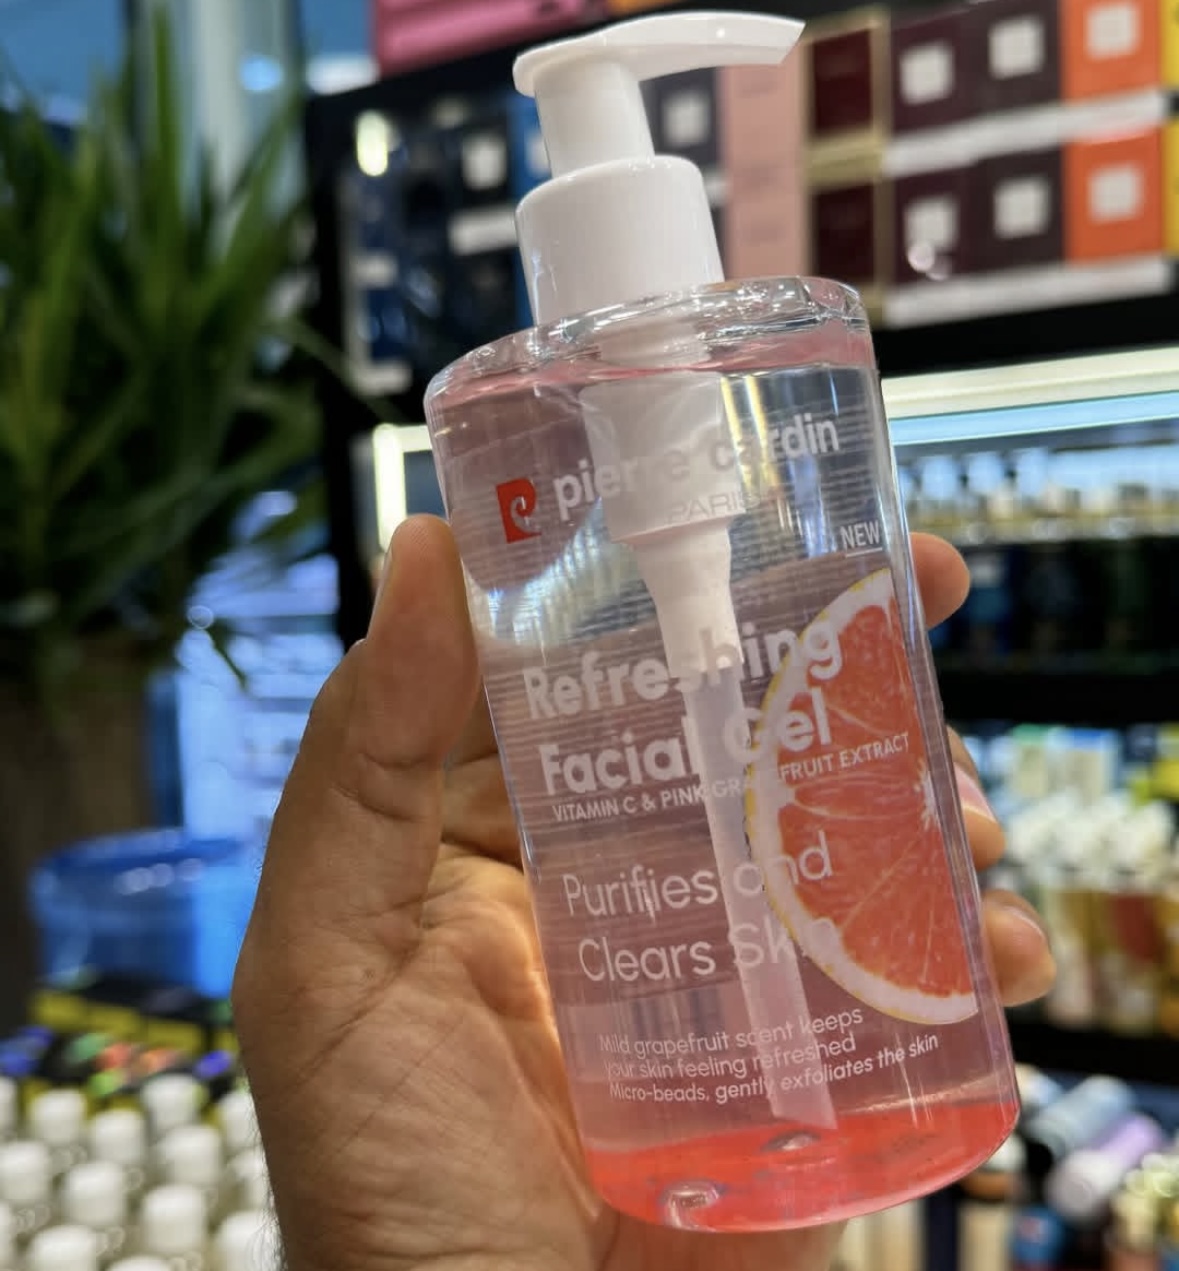 pierre cardin
PARIS
NEW
Refreshing
Facial Gel
VITAMIN C & PINK GRAPEFRUIT EXTRACT
Purifies and
Clears Skin
Mild grapefruit scent keeps
your skin feeling refreshed
Micro-beads, gently exfoliates the skin